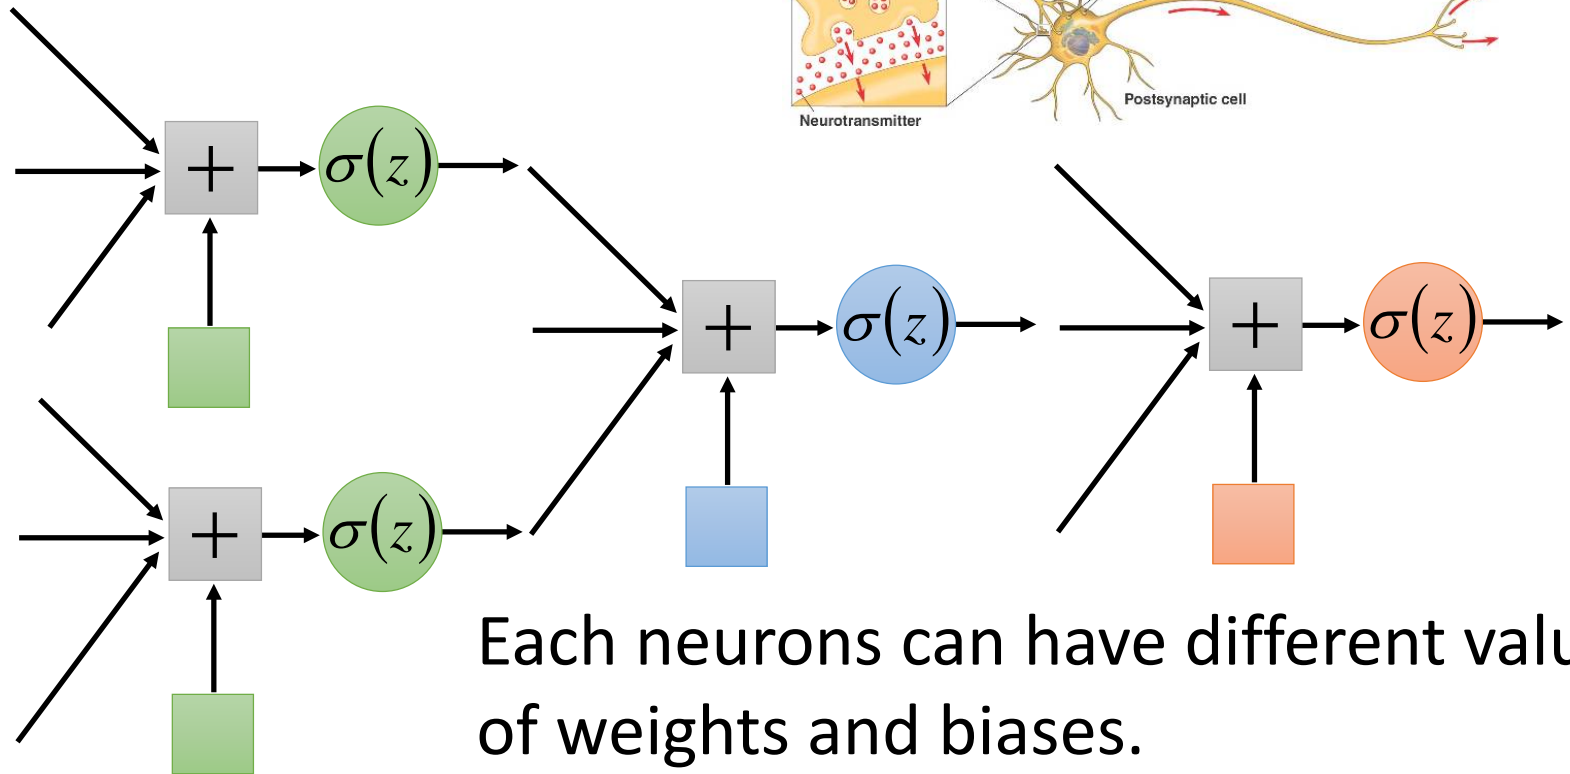 Neurotransmitter
Postsynaptic cell
+
σ(z)
+
σ(z)
+
σ(z)
+
σ(z)
Each neurons can have different valu
of weights and biases.